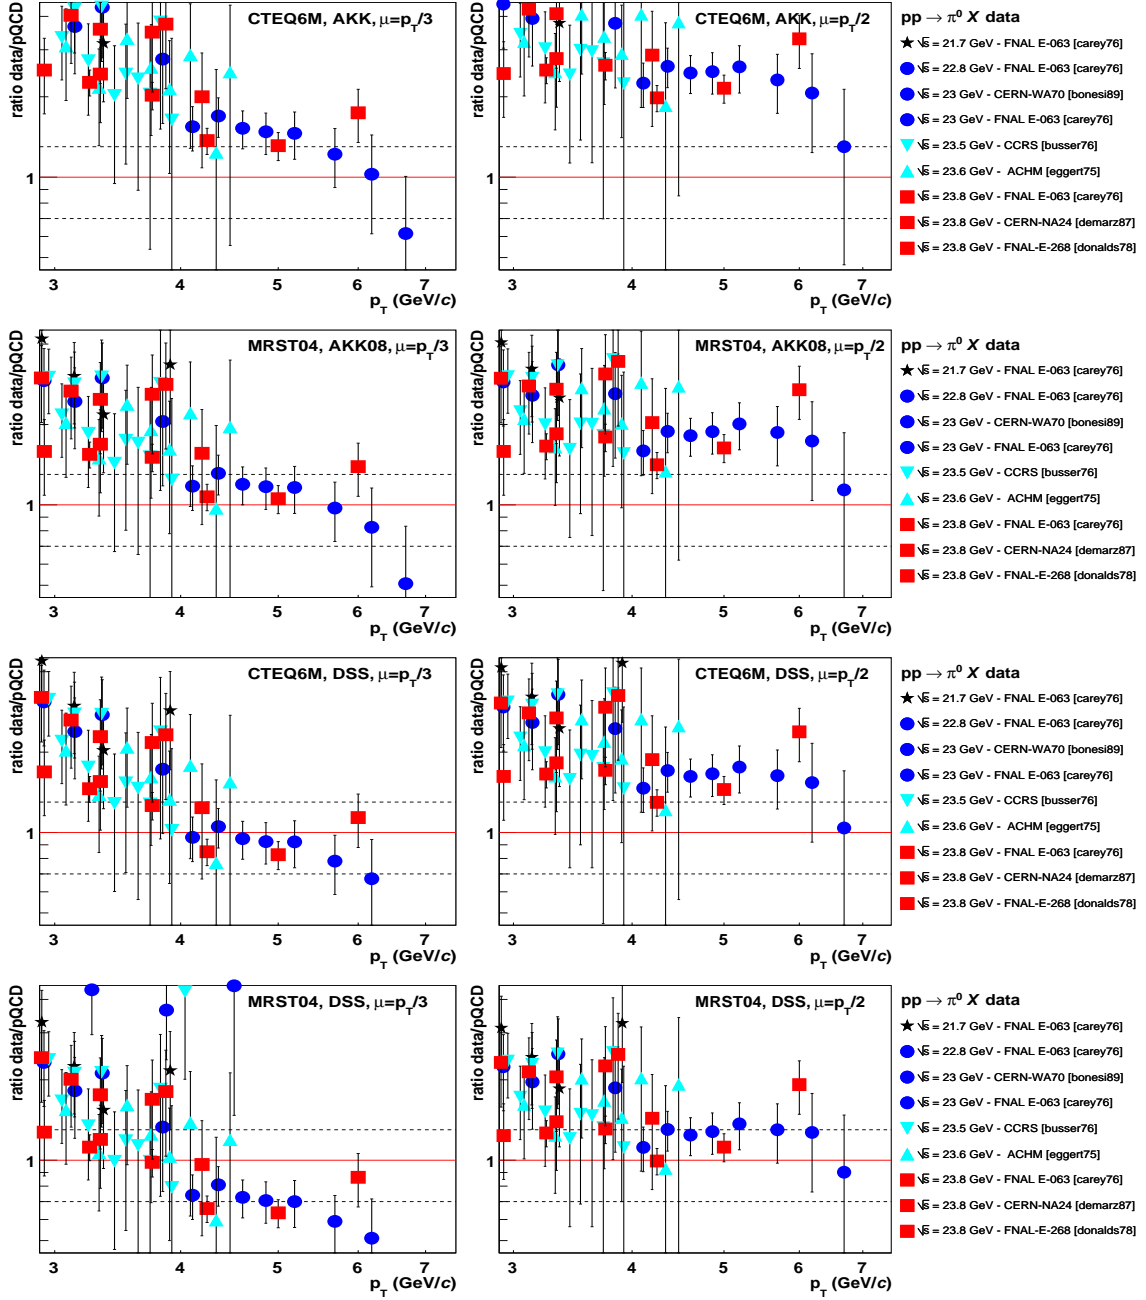 CTEQ6M, AKK, μ=p_T/3
ratio data/pQCD
1
3 4 5 6 7
p_T (GeV/c)
CTEQ6M, AKK, μ=p_T/2
ratio data/pQCD
1
3 4 5 6 7
p_T (GeV/c)
pp → π⁰ X data
√s = 21.7 GeV - FNAL E-063 [carey76]
√s = 22.8 GeV - FNAL E-063 [carey76]
√s = 23 GeV - CERN-WA70 [bonesi89]
√s = 23 GeV - FNAL E-063 [carey76]
√s = 23.5 GeV - CCRS [busser76]
√s = 23.6 GeV - ACHM [eggert75]
√s = 23.8 GeV - FNAL E-063 [carey76]
√s = 23.8 GeV - CERN-NA24 [demarz87]
√s = 23.8 GeV - FNAL-E-268 [donalds78]
MRST04, AKK08, μ=p_T/3
ratio data/pQCD
1
3 4 5 6 7
p_T (GeV/c)
MRST04, AKK08, μ=p_T/2
ratio data/pQCD
1
3 4 5 6 7
p_T (GeV/c)
pp → π⁰ X data
√s = 21.7 GeV - FNAL E-063 [carey76]
√s = 22.8 GeV - FNAL E-063 [carey76]
√s = 23 GeV - CERN-WA70 [bonesi89]
√s = 23 GeV - FNAL E-063 [carey76]
√s = 23.5 GeV - CCRS [busser76]
√s = 23.6 GeV - ACHM [eggert75]
√s = 23.8 GeV - FNAL E-063 [carey76]
√s = 23.8 GeV - CERN-NA24 [demarz87]
√s = 23.8 GeV - FNAL-E-268 [donalds78]
CTEQ6M, DSS, μ=p_T/3
ratio data/pQCD
1
3 4 5 6 7
p_T (GeV/c)
CTEQ6M, DSS, μ=p_T/2
ratio data/pQCD
1
3 4 5 6 7
p_T (GeV/c)
pp → π⁰ X data
√s = 21.7 GeV - FNAL E-063 [carey76]
√s = 22.8 GeV - FNAL E-063 [carey76]
√s = 23 GeV - CERN-WA70 [bonesi89]
√s = 23 GeV - FNAL E-063 [carey76]
√s = 23.5 GeV - CCRS [busser76]
√s = 23.6 GeV - ACHM [eggert75]
√s = 23.8 GeV - FNAL E-063 [carey76]
√s = 23.8 GeV - CERN-NA24 [demarz87]
√s = 23.8 GeV - FNAL-E-268 [donalds78]
MRST04, DSS, μ=p_T/3
ratio data/pQCD
1
3 4 5 6 7
p_T (GeV/c)
MRST04, DSS, μ=p_T/2
ratio data/pQCD
1
3 4 5 6 7
p_T (GeV/c)
pp → π⁰ X data
√s = 21.7 GeV - FNAL E-063 [carey76]
√s = 22.8 GeV - FNAL E-063 [carey76]
√s = 23 GeV - CERN-WA70 [bonesi89]
√s = 23 GeV - FNAL E-063 [carey76]
√s = 23.5 GeV - CCRS [busser76]
√s = 23.6 GeV - ACHM [eggert75]
√s = 23.8 GeV - FNAL E-063 [carey76]
√s = 23.8 GeV - CERN-NA24 [demarz87]
√s = 23.8 GeV - FNAL-E-268 [donalds78]